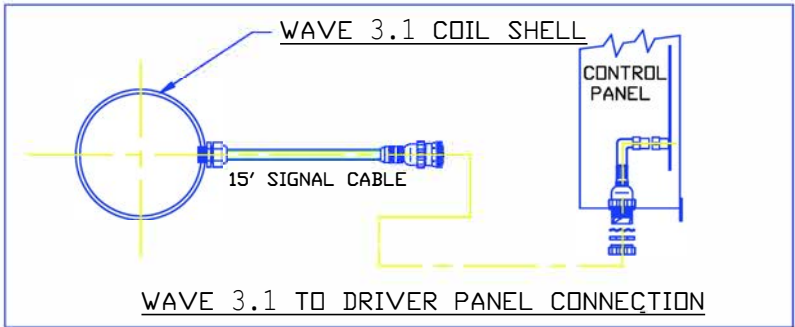 WAVE 3.1 COIL SHELL
CONTROL
PANEL
15' SIGNAL CABLE
WAVE 3.1 TO DRIVER PANEL CONNECTION